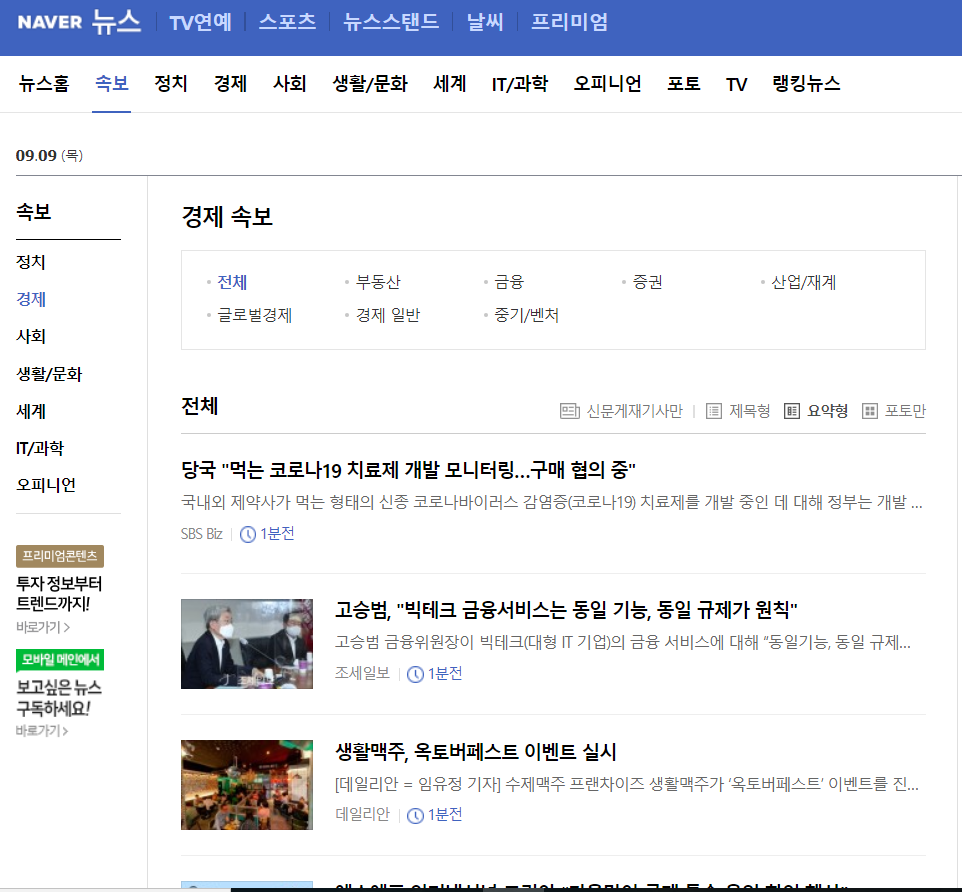 NAVER 뉴스 TV연예 스포츠 뉴스스탠드 날씨 프리미엄
뉴스홈 속보 정치 경제 사회 생활/문화 세계 IT/과학 오피니언 포토 TV 랭킹뉴스
09.09 (목)
속보
정치
경제
사회
생활/문화
세계
IT/과학
오피니언
프리미엄콘텐츠
투자 정보부터
트렌드까지!
바로가기 >
모바일 메인에서
보고싶은 뉴스
구독하세요!
바로가기 >
경제 속보
전체 부동산 금융 증권 산업/재계
글로벌경제 경제 일반 중기/벤처
전체
신문게재기사만 | 제목형 요약형 포토만
당국 "먹는 코로나19 치료제 개발 모니터링…구매 협의 중"
국내외 제약사가 먹는 형태의 신종 코로나바이러스 감염증(코로나19) 치료제를 개발 중인 데 대해 정부는 개발 ...
SBS Biz | 1분전
고승범, "빅테크 금융서비스는 동일 기능, 동일 규제가 원칙"
고승범 금융위원장이 빅테크(대형 IT 기업)의 금융 서비스에 대해 “동일기능, 동일 규제...
조세일보 | 1분전
생활맥주, 옥토버페스트 이벤트 실시
[데일리안 = 임유정 기자] 수제맥주 프랜차이즈 생활맥주가 ‘옥토버페스트’ 이벤트를 진...
데일리안 | 1분전